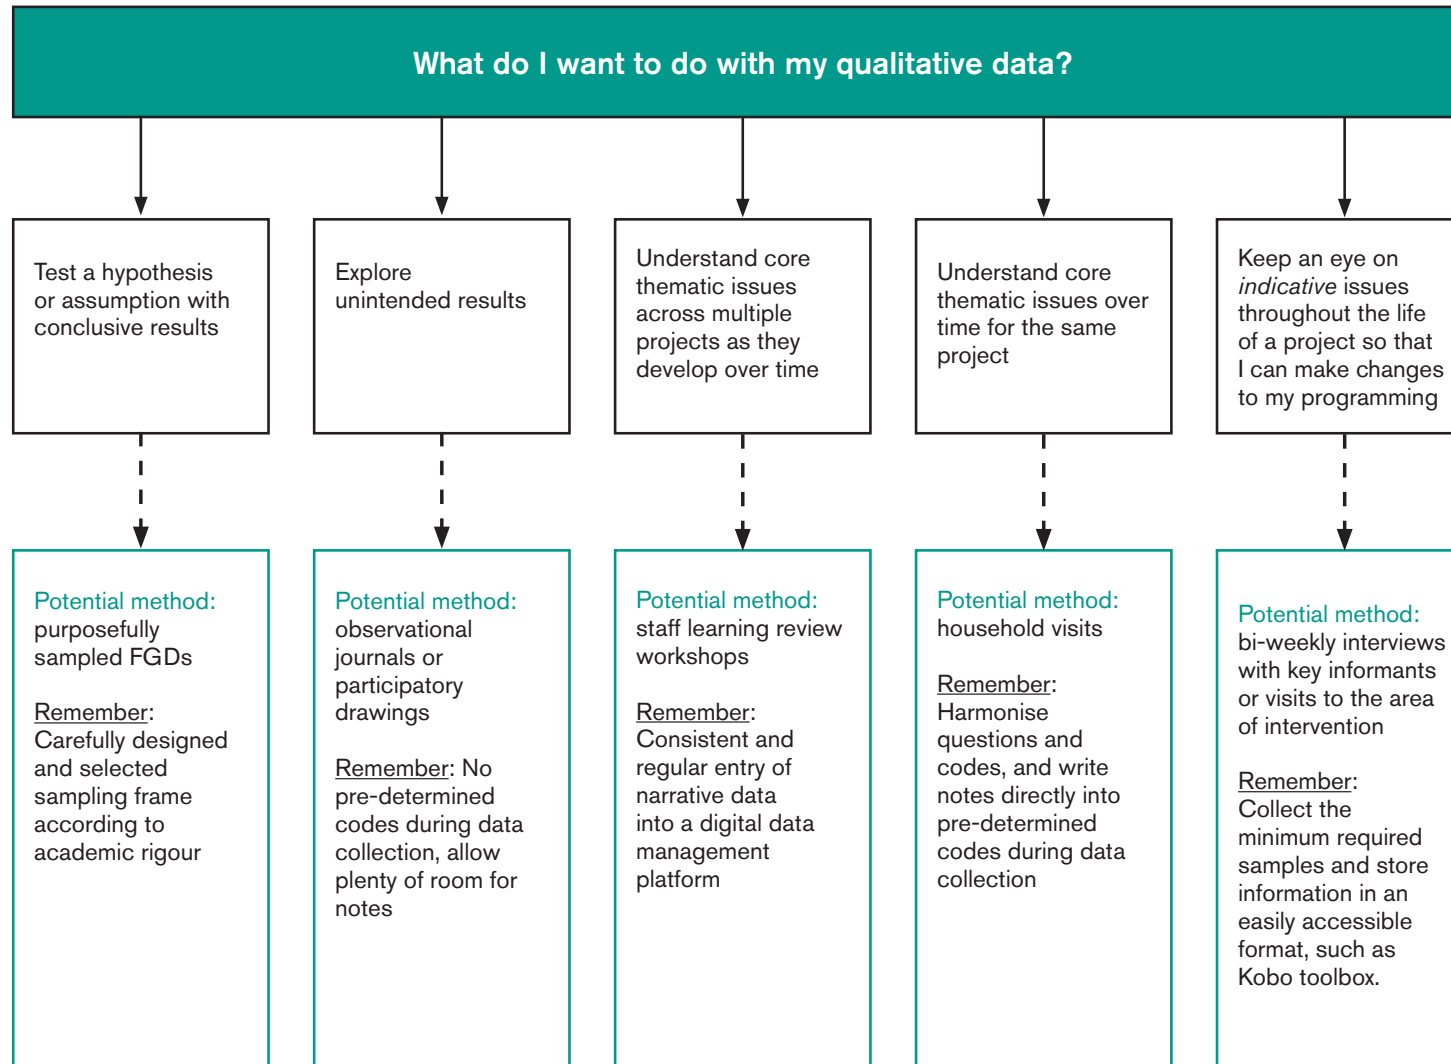 What do I want to do with my qualitative data?
Test a hypothesis
or assumption with
conclusive results
Explore
unintended results
Understand core
thematic issues
across multiple
projects as they
develop over time
Understand core
thematic issues over
time for the same
project
Keep an eye on
indicative issues
throughout the life
of a project so that
I can make changes
to my programming
Potential method:
purposefully
sampled FGDs
Remember:
Carefully designed
and selected
sampling frame
according to
academic rigour
Potential method:
observational
journals or
participatory
drawings
Remember: No
pre-determined
codes during data
collection, allow
plenty of room for
notes
Potential method:
staff learning review
workshops
Remember:
Consistent and
regular entry of
narrative data
into a digital data
management
platform
Potential method:
household visits
Remember:
Harmonise
questions and
codes, and write
notes directly into
pre-determined
codes during data
collection
Potential method:
bi-weekly interviews
with key informants
or visits to the area
of intervention
Remember:
Collect the
minimum required
samples and store
information in an
easily accessible
format, such as
Kobo toolbox.